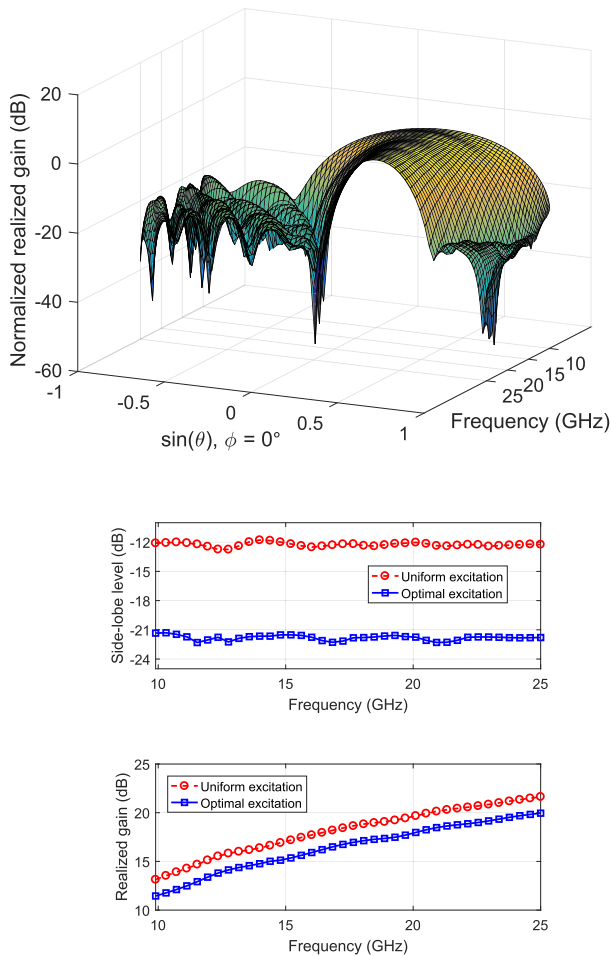 Normalized realized gain (dB)
20
0
-20
-40
-60
-1
-0.5
0
0.5
1
sin(θ), ϕ = 0°
25
20
15
10
Frequency (GHz)
Side-lobe level (dB)
-12
-15
-18
-21
-24
Uniform excitation
Optimal excitation
10
15
20
25
Frequency (GHz)
Realized gain (dB)
25
20
15
10
Uniform excitation
Optimal excitation
10
15
20
25
Frequency (GHz)